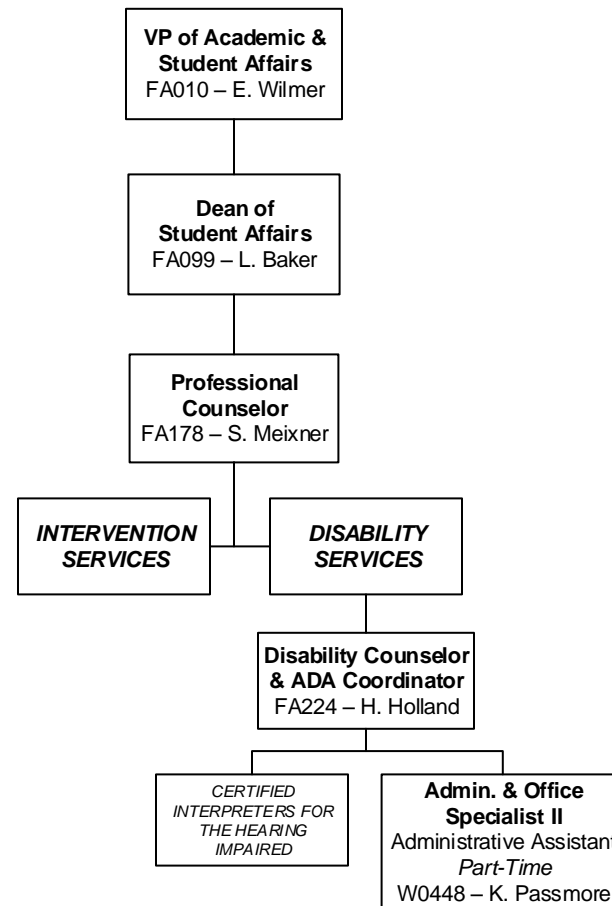 VP of Academic &
Student Affairs
FA010 – E. Wilmer
Dean of
Student Affairs
FA099 – L. Baker
Professional
Counselor
FA178 – S. Meixner
INTERVENTION
SERVICES
DISABILITY
SERVICES
Disability Counselor
& ADA Coordinator
FA224 – H. Holland
CERTIFIED
INTERPRETERS FOR
THE HEARING
IMPAIRED
Admin. & Office
Specialist II
Administrative Assistant
Part-Time
W0448 – K. Passmore